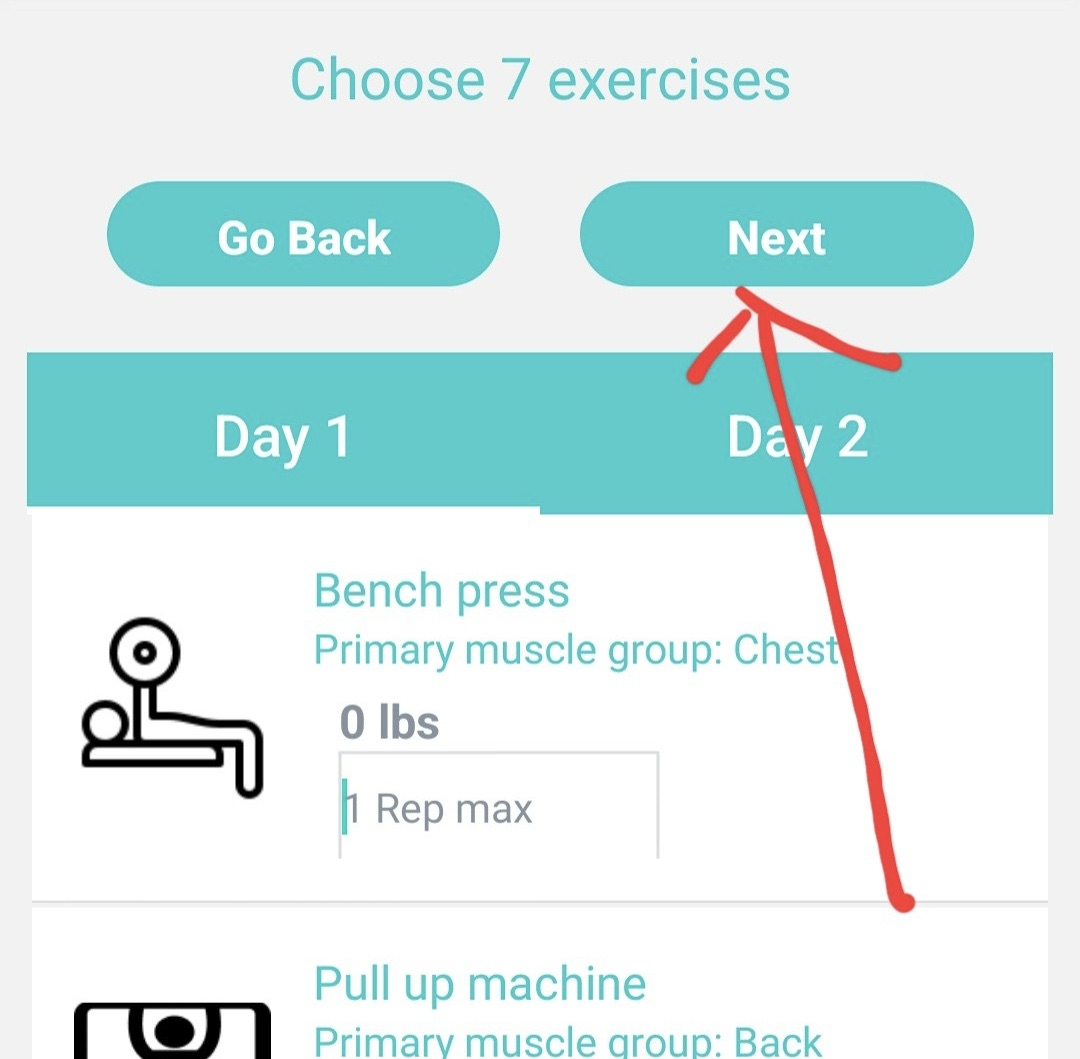 Choose 7 exercises
Go Back
Next
Day 1
Day 2
Bench press
Primary muscle group: Chest
0 lbs
1 Rep max
Pull up machine
Primary muscle group: Back